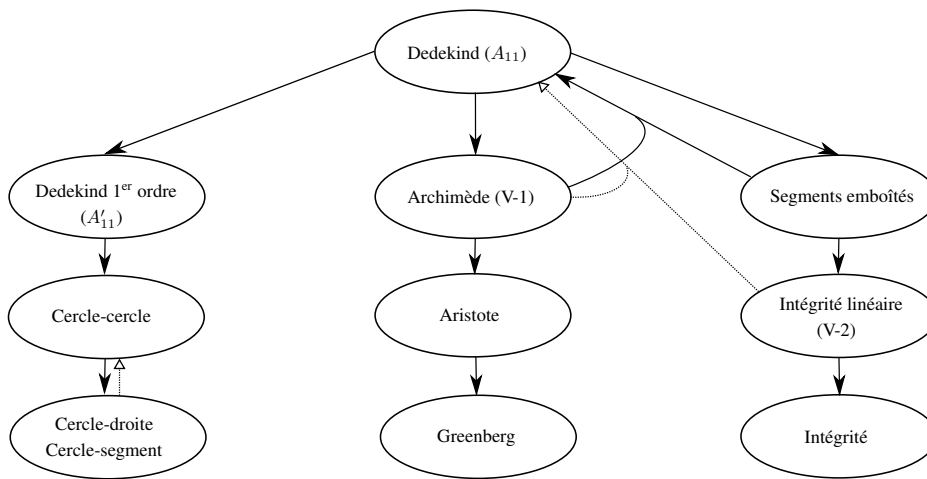 Dedekind (A₁₁)
Dedekind 1ᵉʳ ordre
(A′₁₁)
Archimède (V-1)
Segments emboîtés
Cercle-cercle
Aristote
Intégrité linéaire
(V-2)
Cercle-droite
Cercle-segment
Greenberg
Intégrité